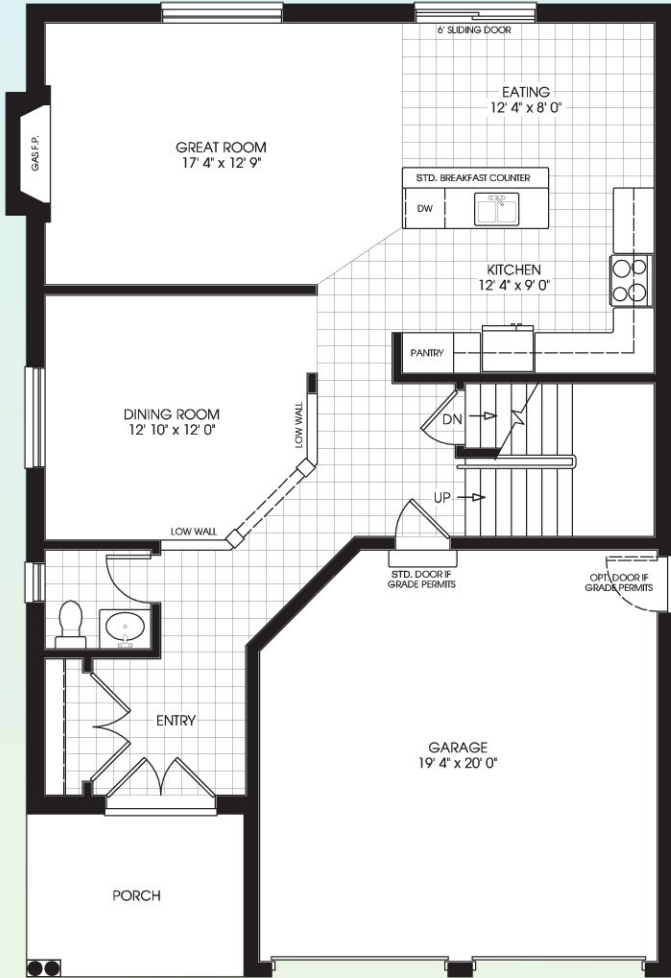 6' SLIDING DOOR
EATING
12' 4" x 8' 0"
GREAT ROOM
17' 4" x 12' 9"
GAS F.P.
STD. BREAKFAST COUNTER
DW
KITCHEN
12' 4" x 9' 0"
PANTRY
DINING ROOM
12' 10" x 12' 0"
LOW WALL
DN
UP
LOW WALL
STD. DOOR IF
GRADE PERMITS
OPT. DOOR IF
GRADE PERMITS
ENTRY
GARAGE
19' 4" x 20' 0"
PORCH